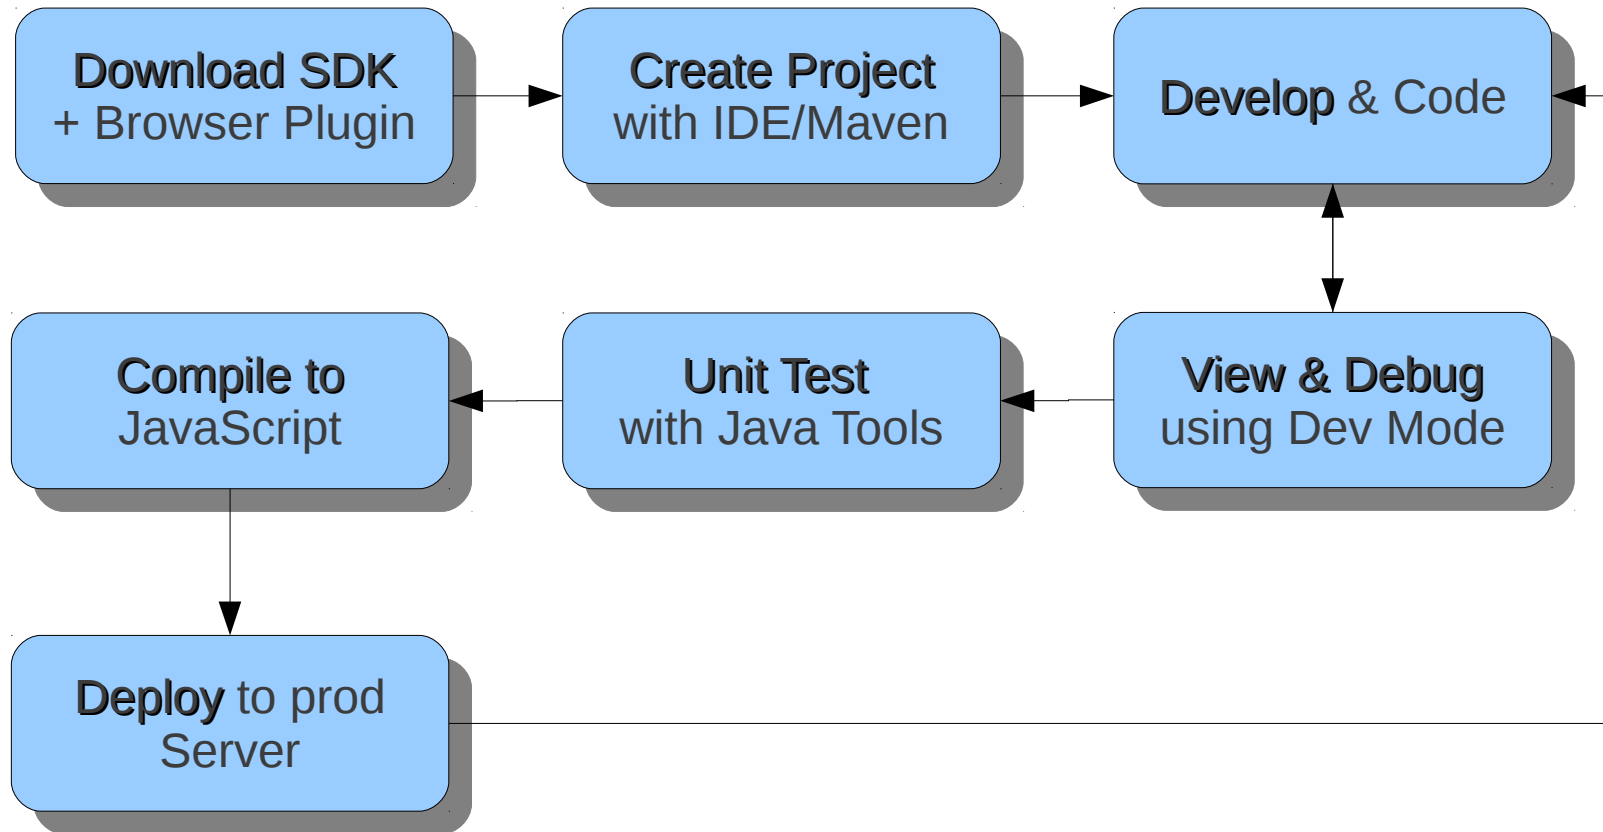 Download SDK
+ Browser Plugin
Create Project
with IDE/Maven
Develop & Code
Compile to
JavaScript
Unit Test
with Java Tools
View & Debug
using Dev Mode
Deploy to prod
Server